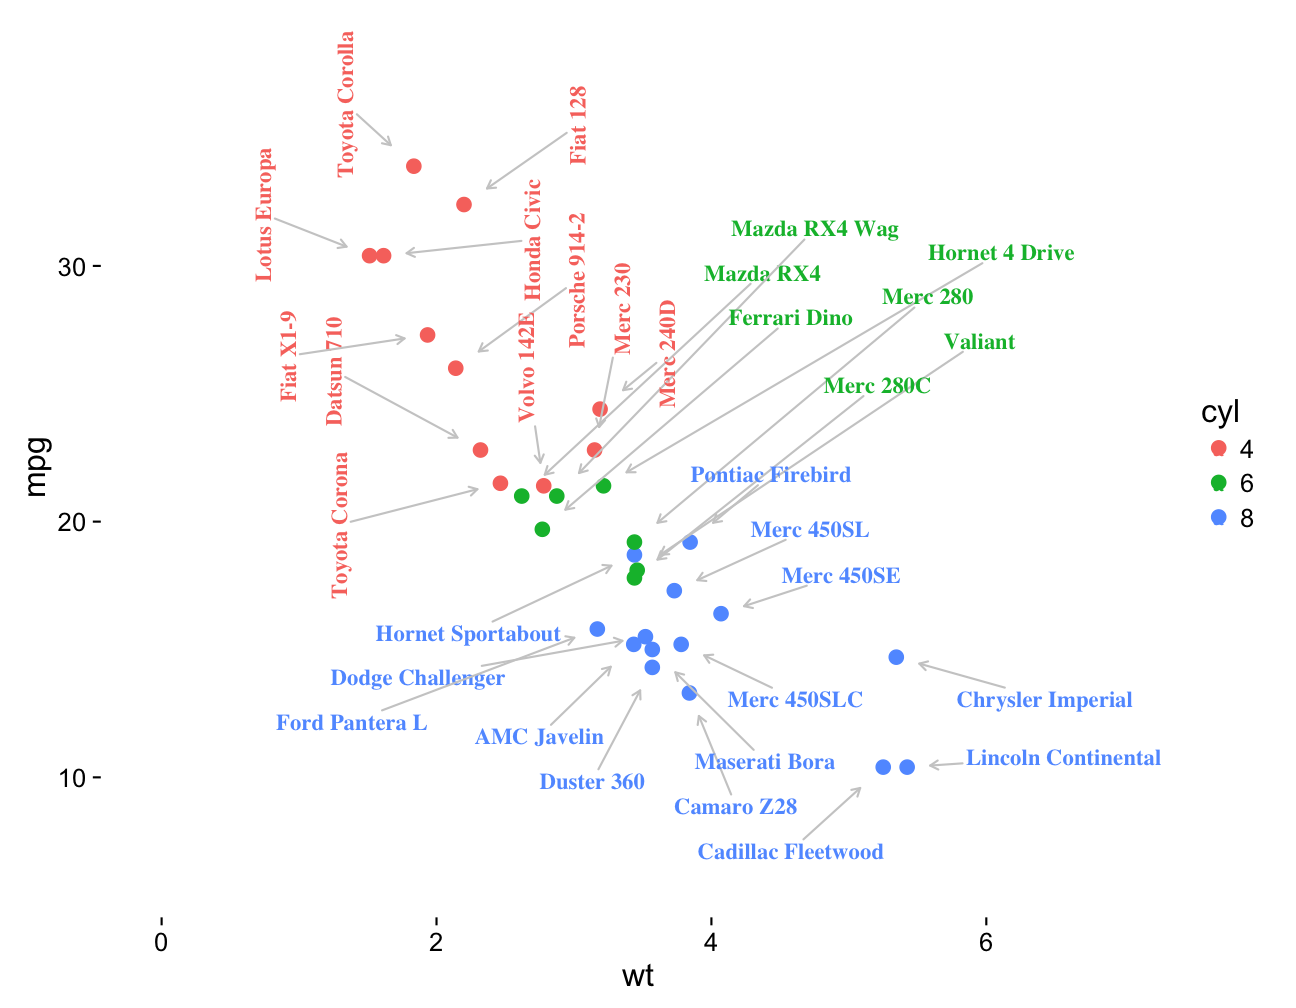 Toyota Corolla
Fiat 128
Lotus Europa
Honda Civic
Porsche 914-2
Mazda RX4 Wag
Hornet 4 Drive
Mazda RX4
Merc 280
Ferrari Dino
Valiant
Merc 280C
Merc 230
Merc 240D
Fiat X1-9
Datsun 710
Volvo 142E
Toyota Corona
Pontiac Firebird
Merc 450SL
Merc 450SE
Hornet Sportabout
Dodge Challenger
Ford Pantera L
AMC Javelin
Duster 360
Merc 450SLC
Maserati Bora
Camaro Z28
Cadillac Fleetwood
Chrysler Imperial
Lincoln Continental
30
20
10
mpg
0
2
4
6
wt
cyl
4
6
8